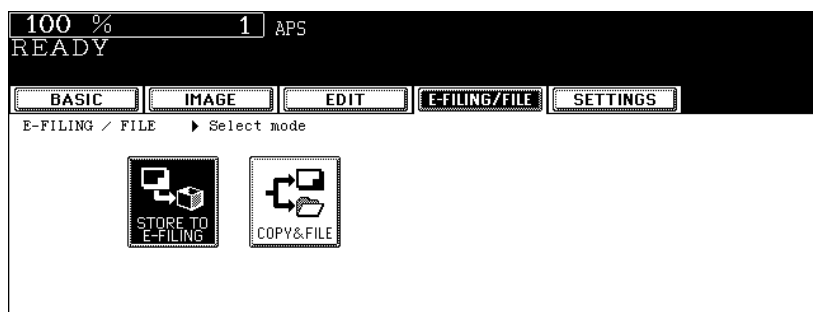 100 % 1 APS
READY
BASIC IMAGE EDIT E-FILING/FILE SETTINGS
E-FILING / FILE ▶ Select mode
STORE TO
E-FILING
COPY&FILE